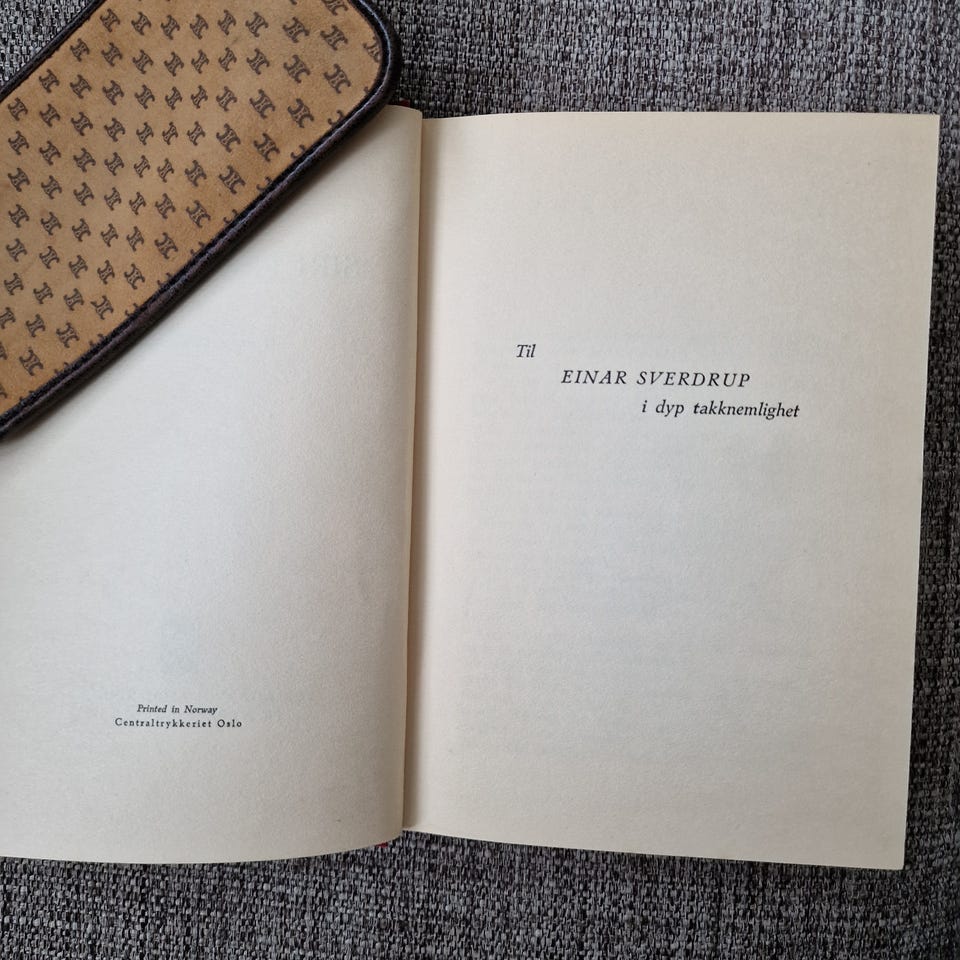 Printed in Norway
Centraltrykkeriet Oslo
Til
EINAR SVERDRUP
i dyp takknemlighet